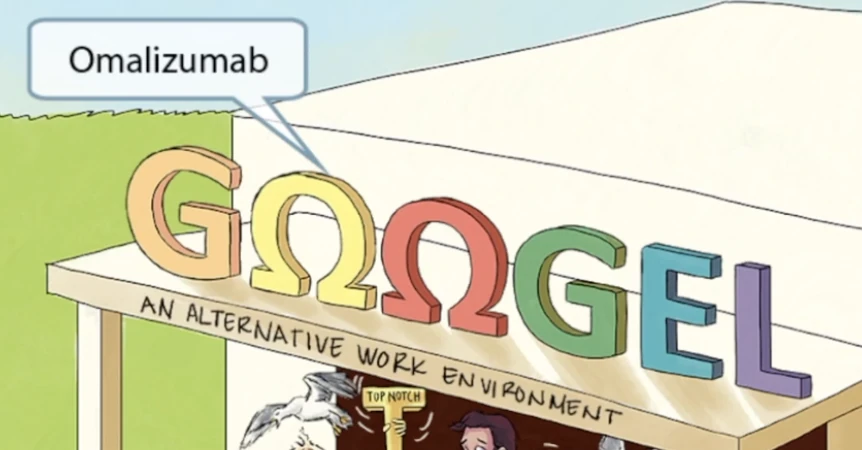 Omalizumab
GΩΩGEL
AN ALTERNATIVE WORK ENVIRONMENT
TOP NOTCH